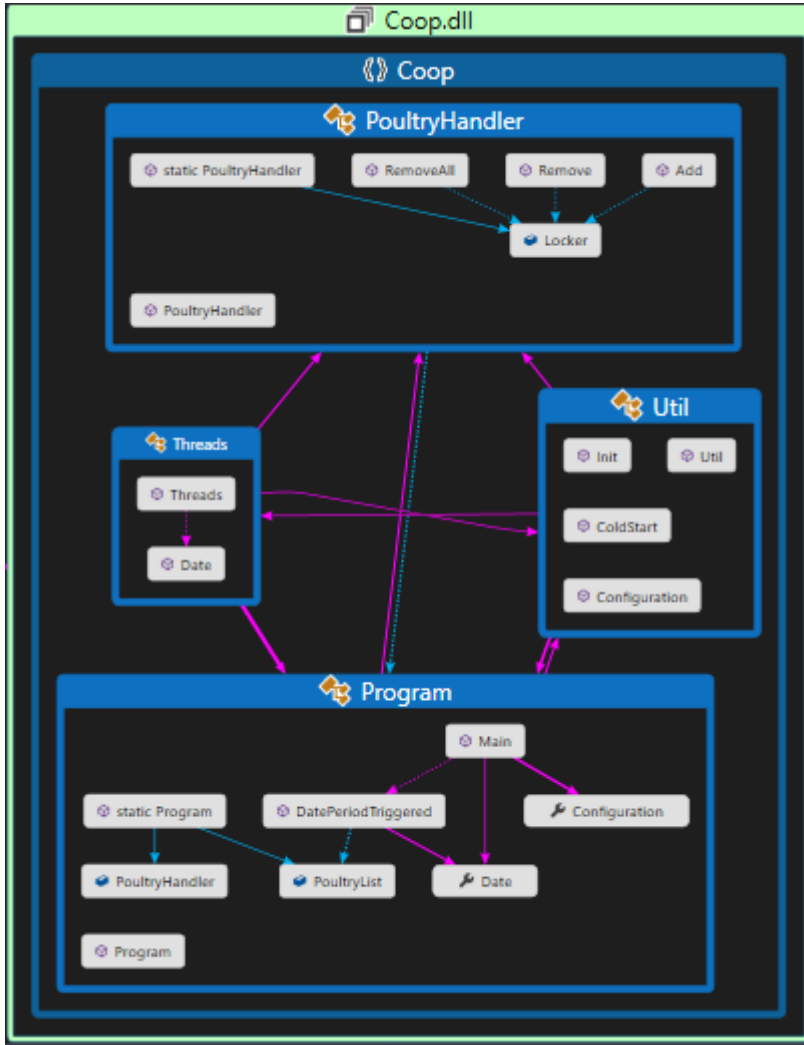 Coop.dll
Coop
PoultryHandler
static PoultryHandler
RemoveAll
Remove
Add
Locker
PoultryHandler
Threads
Threads
Date
Util
Init
Util
ColdStart
Configuration
Program
Main
static Program
DatePeriodTriggered
Configuration
PoultryHandler
PoultryList
Date
Program